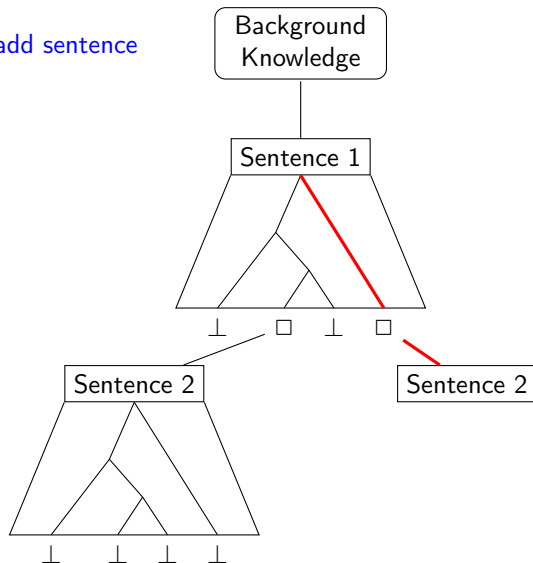 Background
Knowledge
add sentence
Sentence 1
⊥ □ ⊥ □
Sentence 2
Sentence 2
⊥ ⊥ ⊥ ⊥